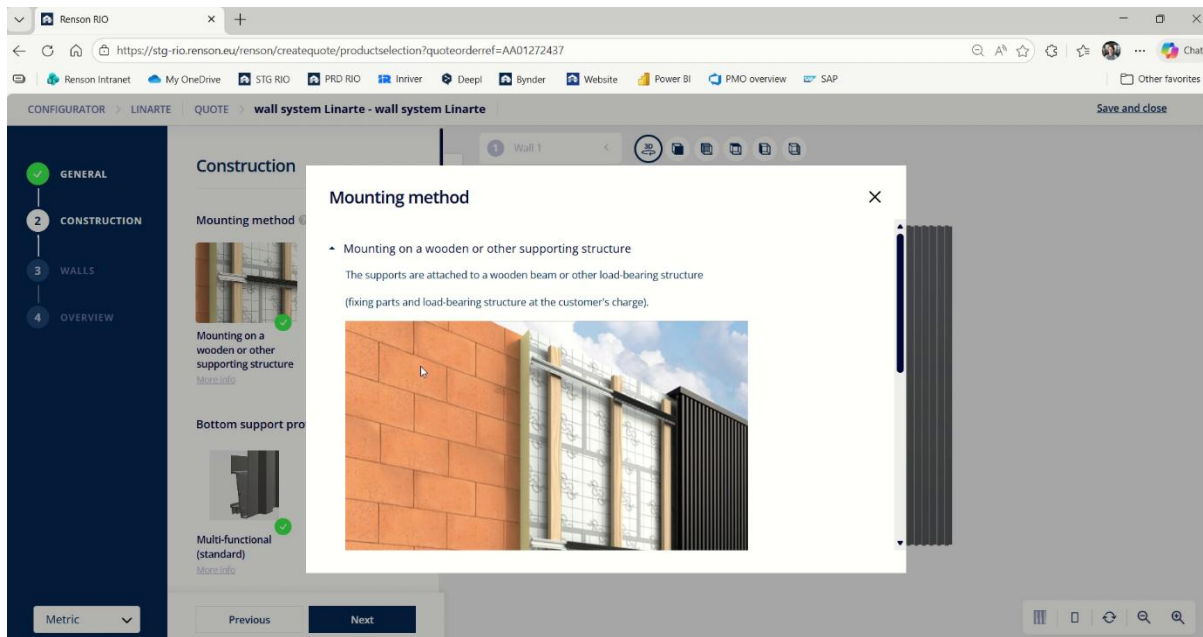 Renson RIO
https://stg-rio.renson.eu/renson/createquote/productselection?quoteorderref=AA01272437
Chat
Renson Intranet My OneDrive STG RIO PRD RIO Inriver Deepl Bynder Website Power BI PMO overview SAP Other favorites
CONFIGURATOR > LINARTE QUOTE > wall system Linarte - wall system Linarte Save and close
GENERAL
2 CONSTRUCTION
3 WALLS
4 OVERVIEW
Metric
Construction
Mounting method
Mounting on a
wooden or other
supporting structure
More info
Bottom support pro
Multi-functional
(standard)
More info
Previous Next
1 Wall 1
3D
Mounting method
Mounting on a wooden or other supporting structure
The supports are attached to a wooden beam or other load-bearing structure
(fixing parts and load-bearing structure at the customer's charge).